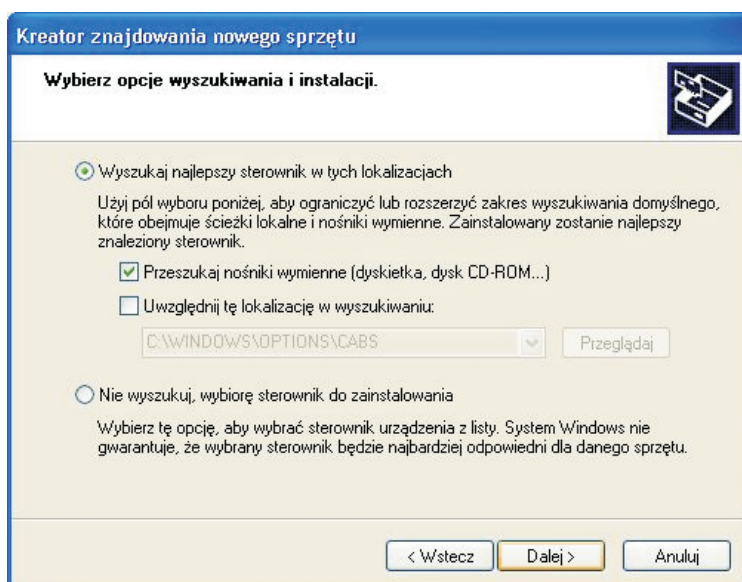 Kreator znajdowania nowego sprzętu
Wybierz opcje wyszukiwania i instalacji.
Wyszukaj najlepszy sterownik w tych lokalizacjach
Użyj pól wyboru poniżej, aby ograniczyć lub rozszerzyć zakres wyszukiwania domyślnego,
które obejmuje ścieżki lokalne i nośniki wymienne. Zainstalowany zostanie najlepszy
znaleziony sterownik.
Przeszukaj nośniki wymienne (dyskietka, dysk CD-ROM...)
Uwzględnij tę lokalizację w wyszukiwaniu:
C:\WINDOWS\OPTIONS\CABS
Przeglądaj
Nie wyszukuj, wybiorę sterownik do zainstalowania
Wybierz tę opcję, aby wybrać sterownik urządzenia z listy. System Windows nie
gwarantuje, że wybrany sterownik będzie najbardziej odpowiedni dla danego sprzętu.
< Wstecz
Dalej >
Anuluj